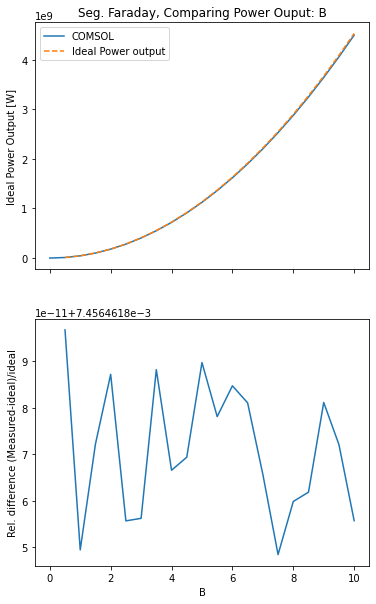 Seg. Faraday, Comparing Power Ouput: B
1e9
COMSOL
Ideal Power output
4
3
2
1
0
Ideal Power Output [W]
1e-11+7.4564618e-3
9
8
7
6
5
Rel. difference (Measured-ideal)/ideal
0 2 4 6 8 10
B